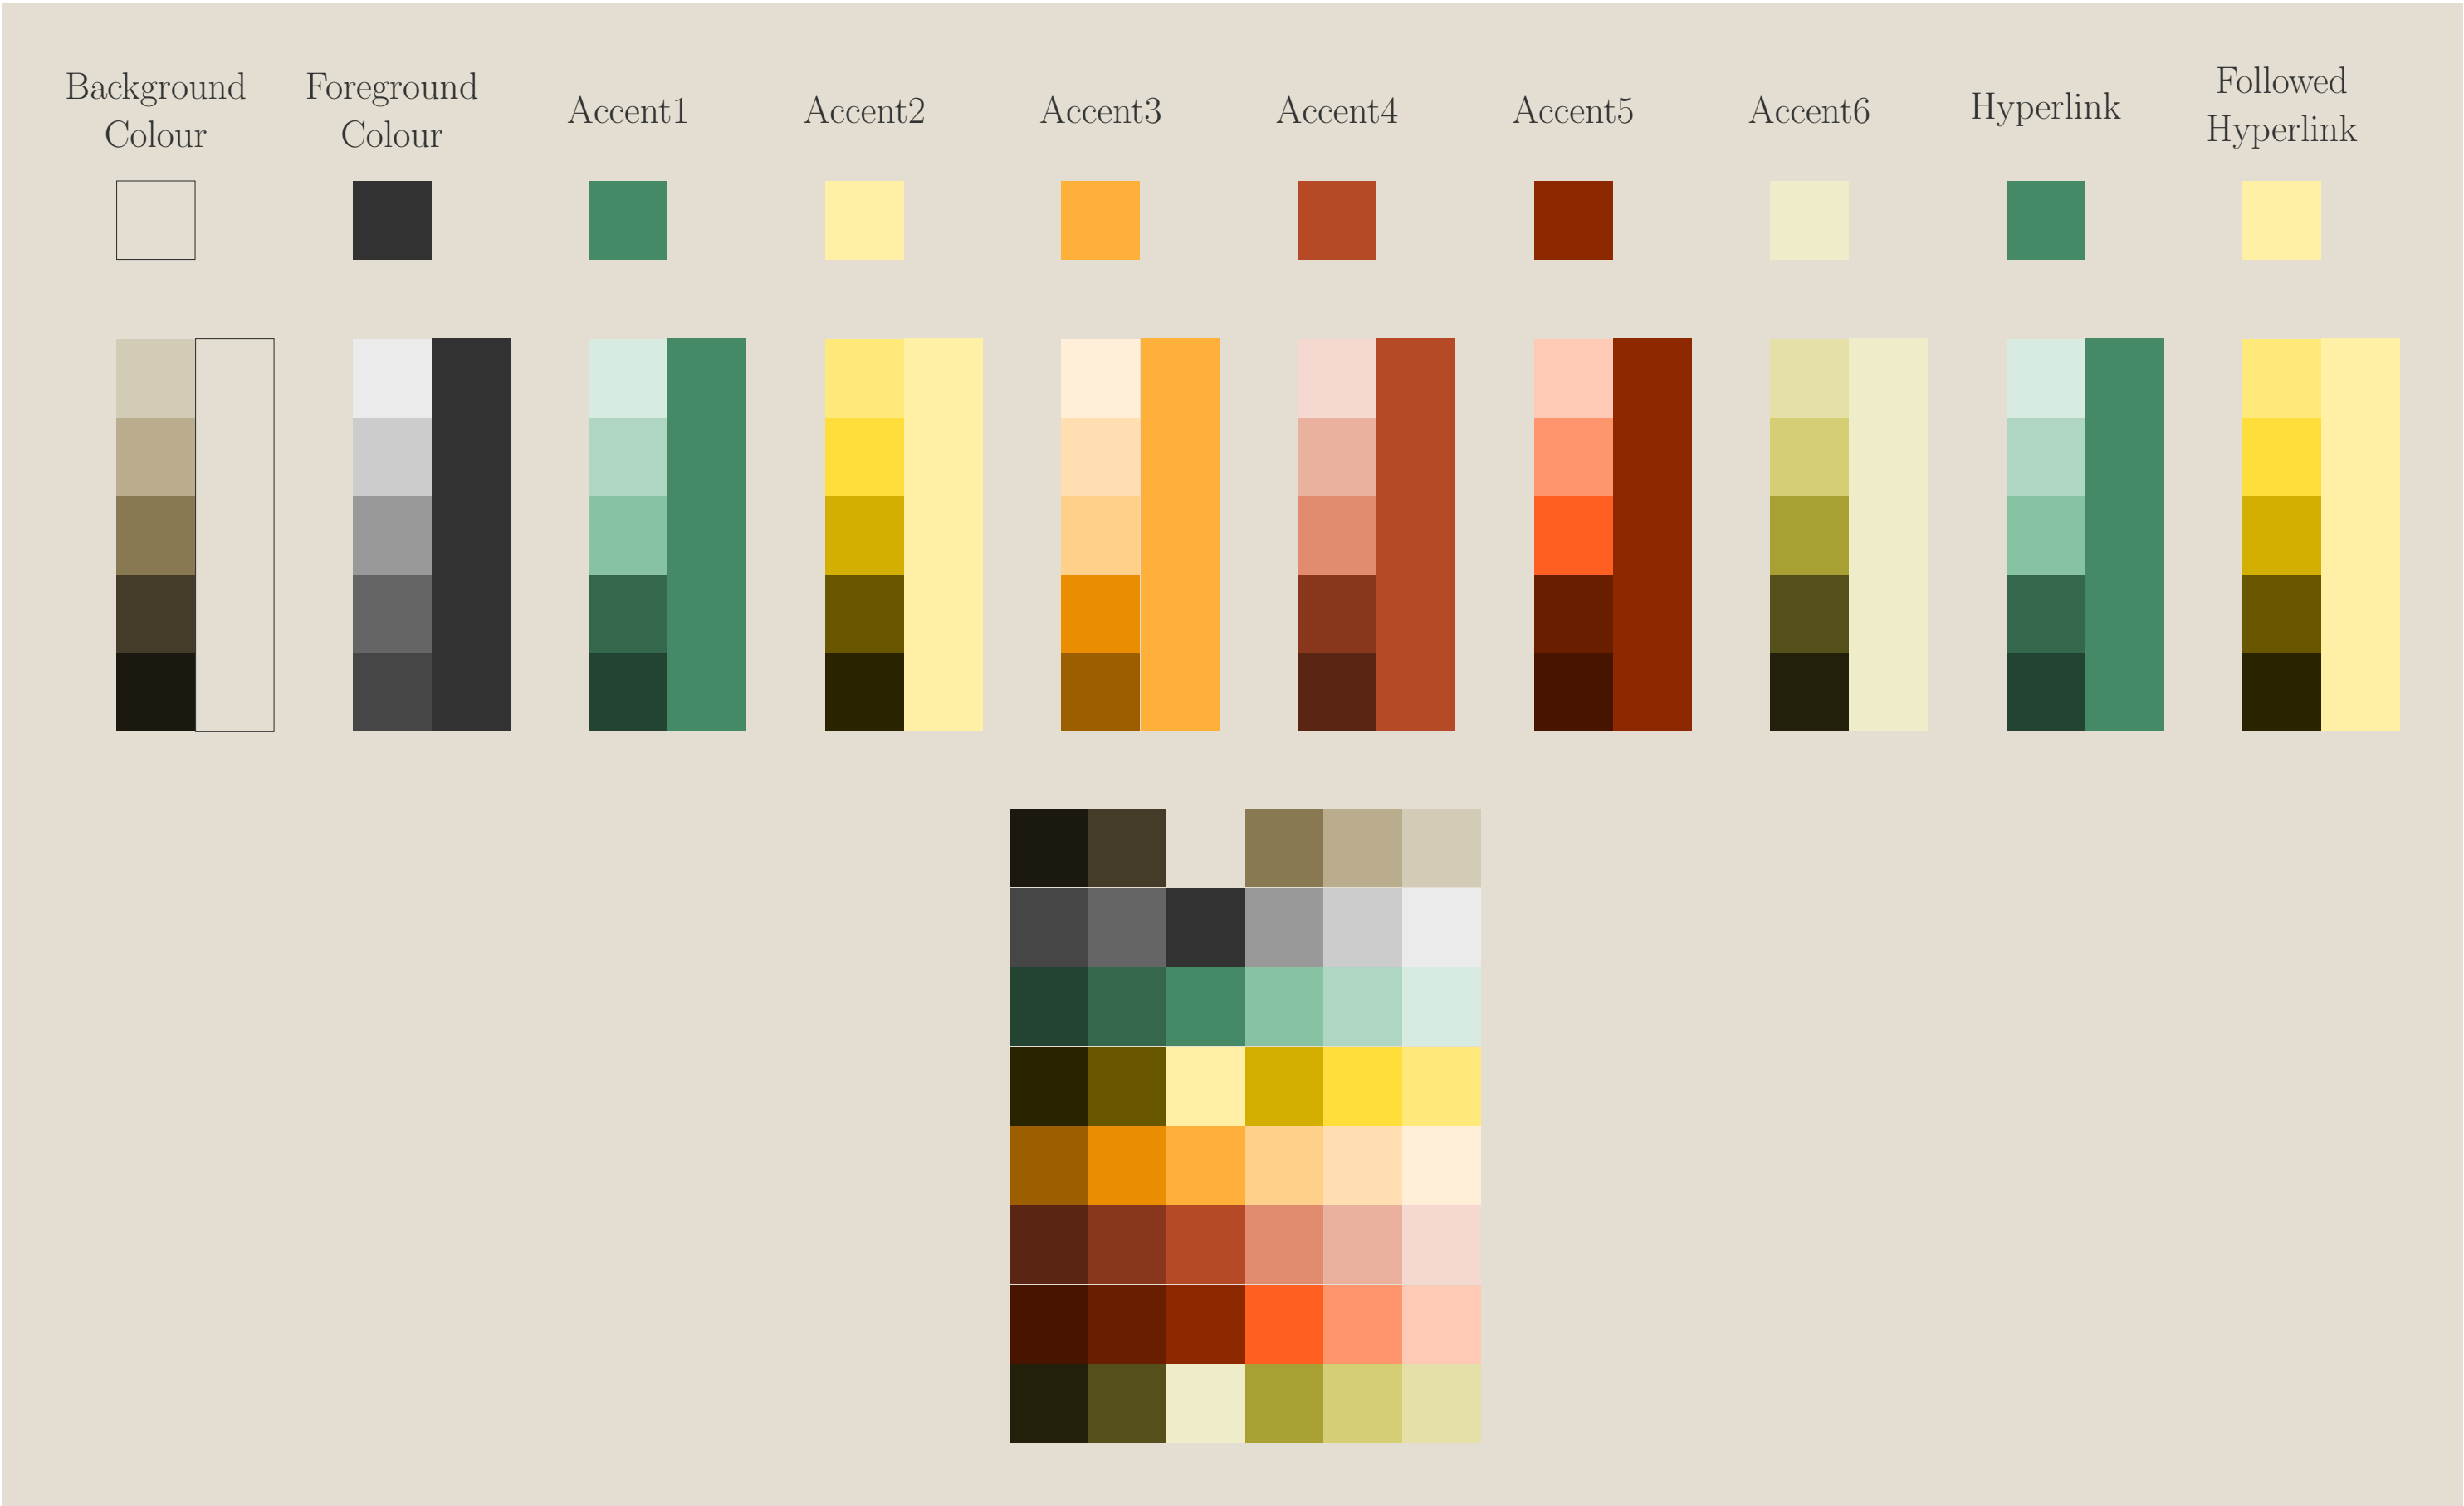 Background
Colour
Foreground
Colour
Accent1
Accent2
Accent3
Accent4
Accent5
Accent6
Hyperlink
Followed
Hyperlink